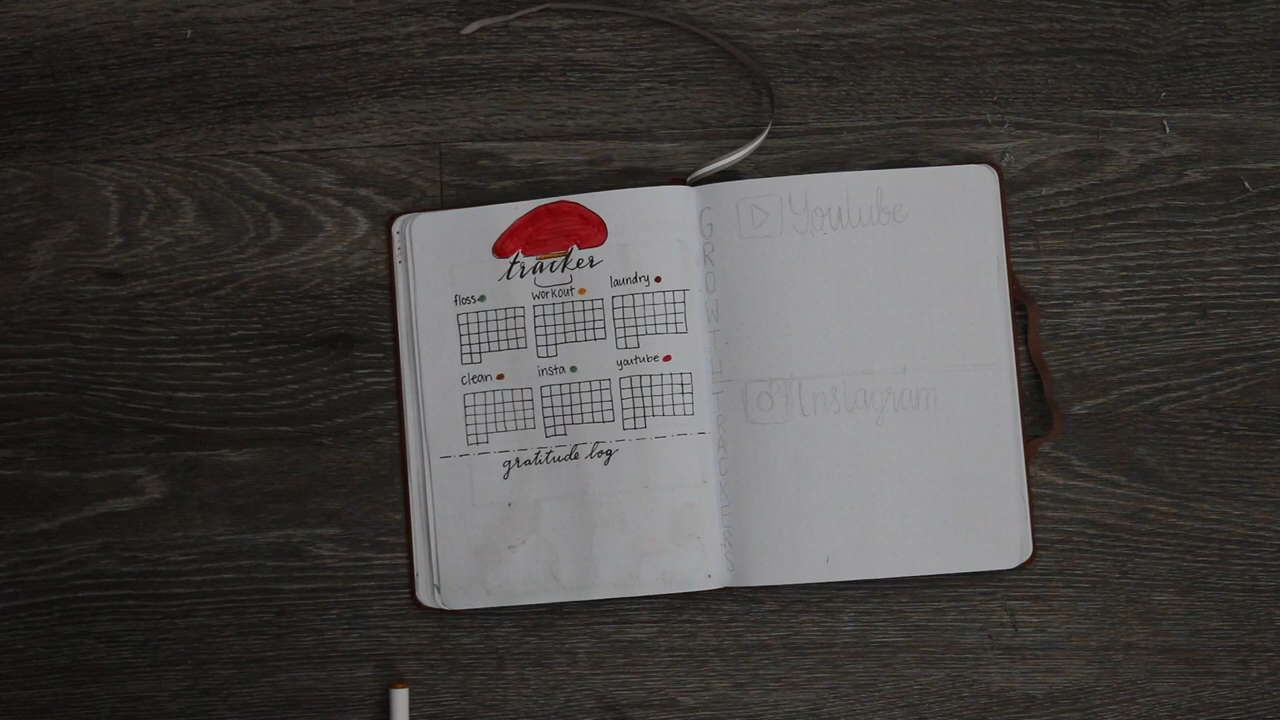 tracker
floss workout laundry
clean insta youtube
gratitude log
GROWTH TRACKERS
Youtube
Instagram